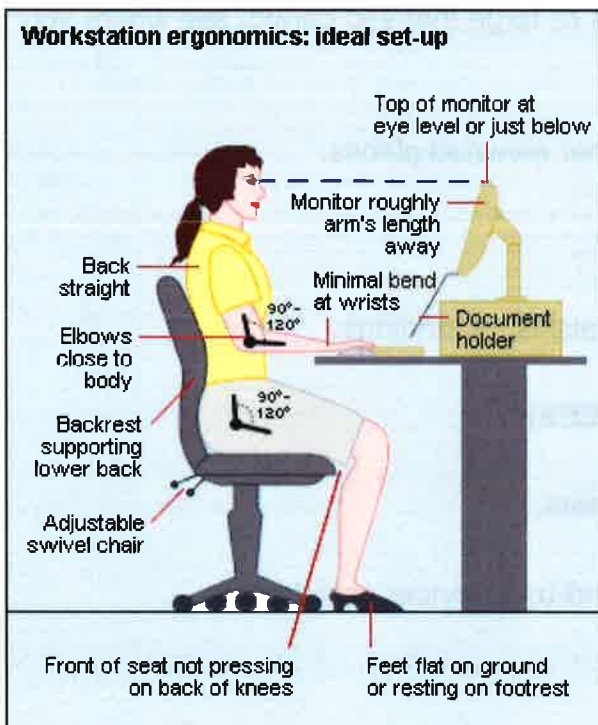 Workstation ergonomics: ideal set-up
Top of monitor at
eye level or just below
Monitor roughly
arm's length
away
Back
straight
Minimal bend
at wrists
90°-
120°
Document
holder
Elbows
close to
body
90°-
120°
Backrest
supporting
lower back
Adjustable
swivel chair
Front of seat not pressing
on back of knees
Feet flat on ground
or resting on footrest